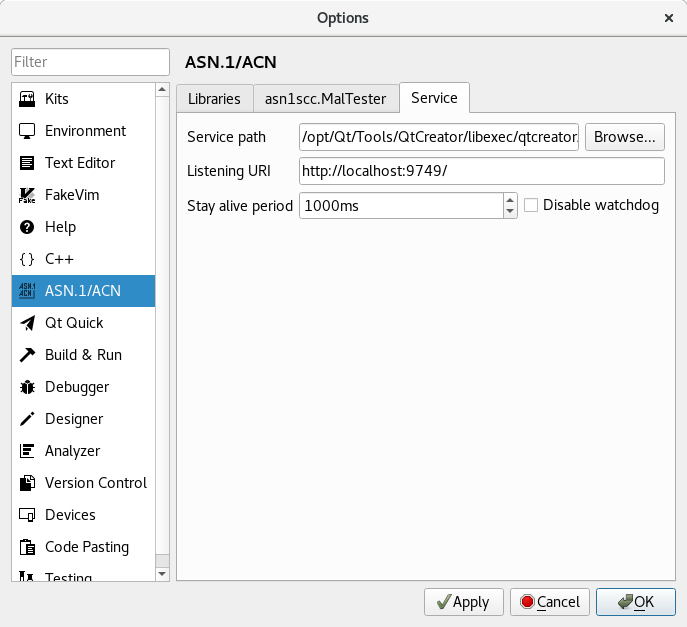 Options
Filter
ASN.1/ACN
Kits
Environment
Text Editor
FakeVim
Help
C++
ASN.1/ACN
Qt Quick
Build & Run
Debugger
Designer
Analyzer
Version Control
Devices
Code Pasting
Testing
Libraries
asn1scc.MalTester
Service
Service path
/opt/Qt/Tools/QtCreator/libexec/qtcreator
Browse...
Listening URI
http://localhost:9749/
Stay alive period
1000ms
Disable watchdog
Apply
Cancel
OK